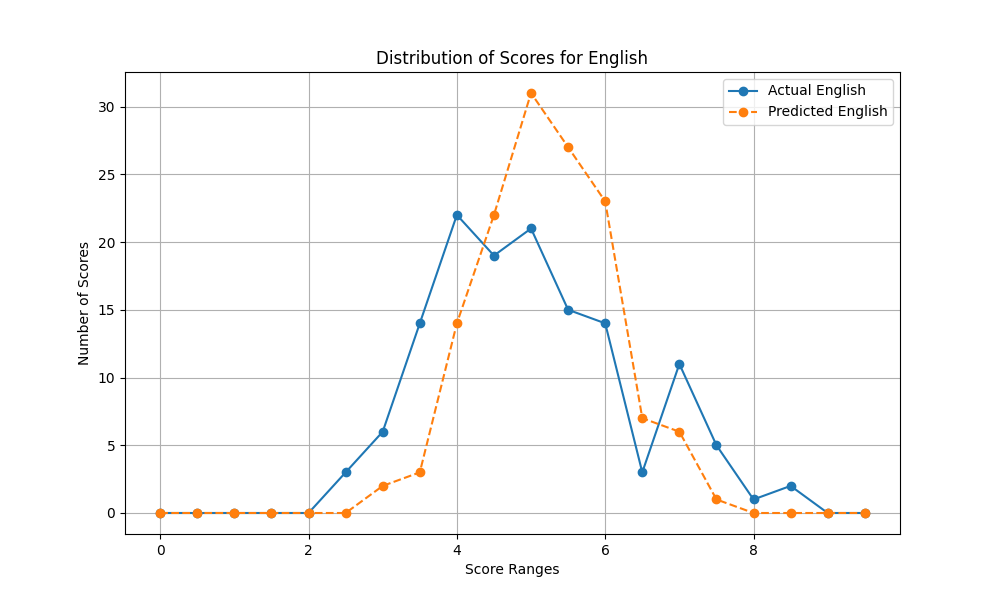 Distribution of Scores for English
Actual English
Predicted English
Number of Scores
30
25
20
15
10
5
0
0 2 4 6 8
Score Ranges